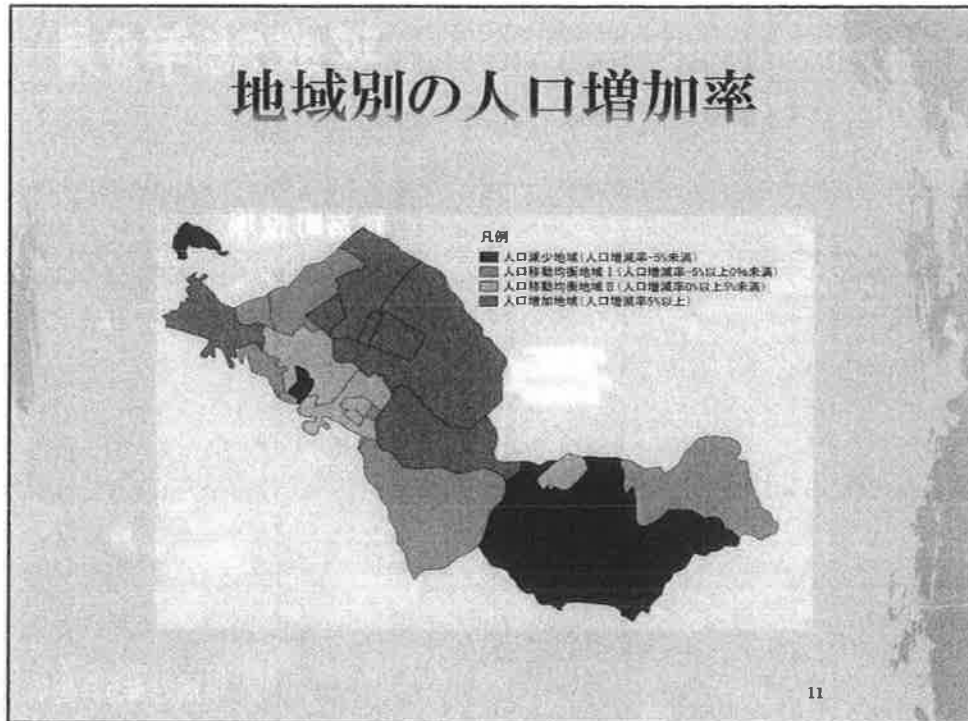 地域別の人口増加率
凡例
人口減少地域(人口増減率-5%未満)
人口移動均衡地域Ⅰ(人口増減率-5%以上0%未満)
人口移動均衡地域Ⅱ(人口増減率0%以上5%未満)
人口増加地域(人口増減率5%以上)
11